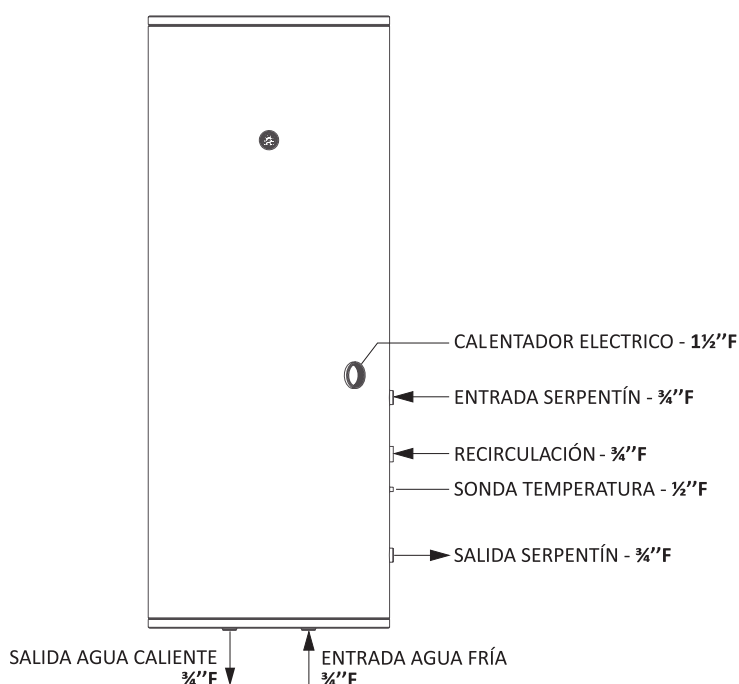 CALENTADOR ELECTRICO - 1½’’F
ENTRADA SERPENTÍN - ¾’’F
RECIRCULACIÓN - ¾’’F
SONDA TEMPERATURA - ½’’F
SALIDA SERPENTÍN - ¾’’F
SALIDA AGUA CALIENTE
¾’’F
ENTRADA AGUA FRÍA
¾’’F